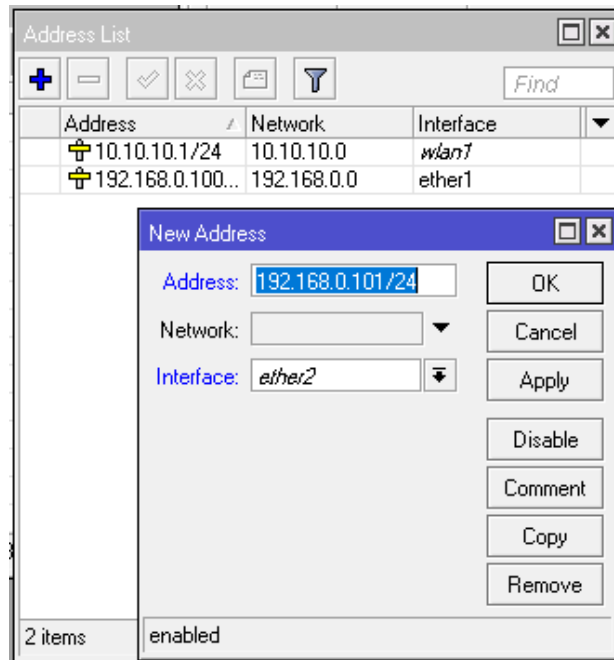 Address List
Find
Address Network Interface
10.10.10.1/24 10.10.10.0 wlan1
192.168.0.100... 192.168.0.0 ether1
New Address
Address: 192.168.0.101/24 OK
Network: Cancel
Interface: ether2 Apply
Disable
Comment
Copy
Remove
2 items enabled